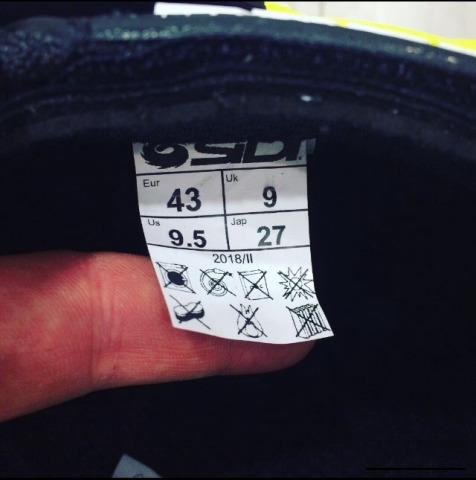 SIDI
Eur Uk
43 9
Us Jap
9.5 27
2018/II